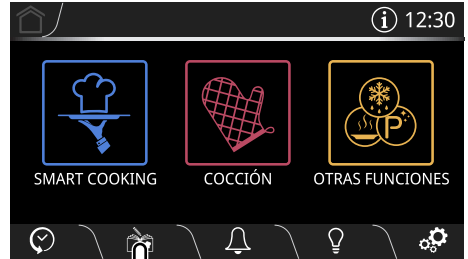 i 12:30
P
SMART COOKING
COCCIÓN
OTRAS FUNCIONES